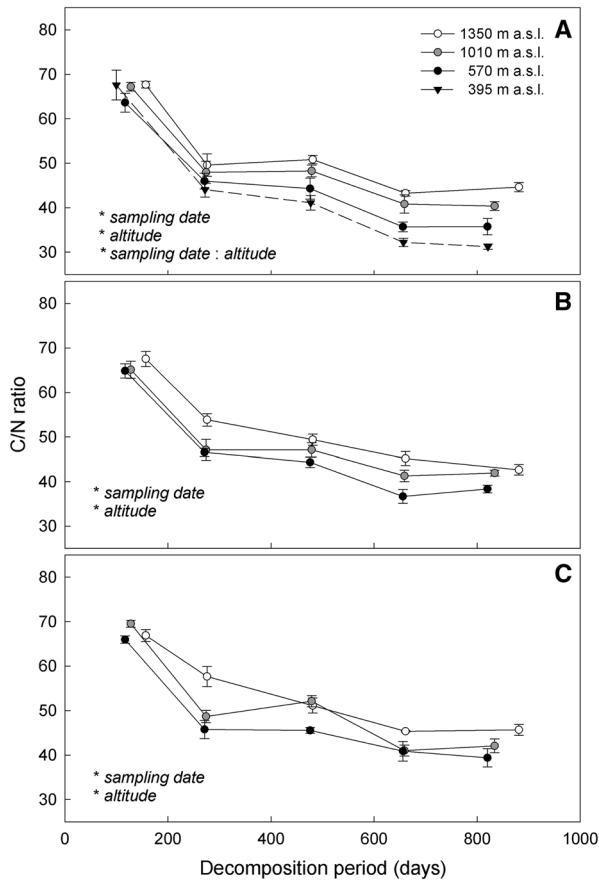 A
1350 m a.s.l.
1010 m a.s.l.
570 m a.s.l.
395 m a.s.l.
80
70
60
50
40
30
* sampling date
* altitude
* sampling date : altitude
B
80
70
60
50
40
30
C/N ratio
* sampling date
* altitude
C
80
70
60
50
40
30
* sampling date
* altitude
0 200 400 600 800 1000
Decomposition period (days)